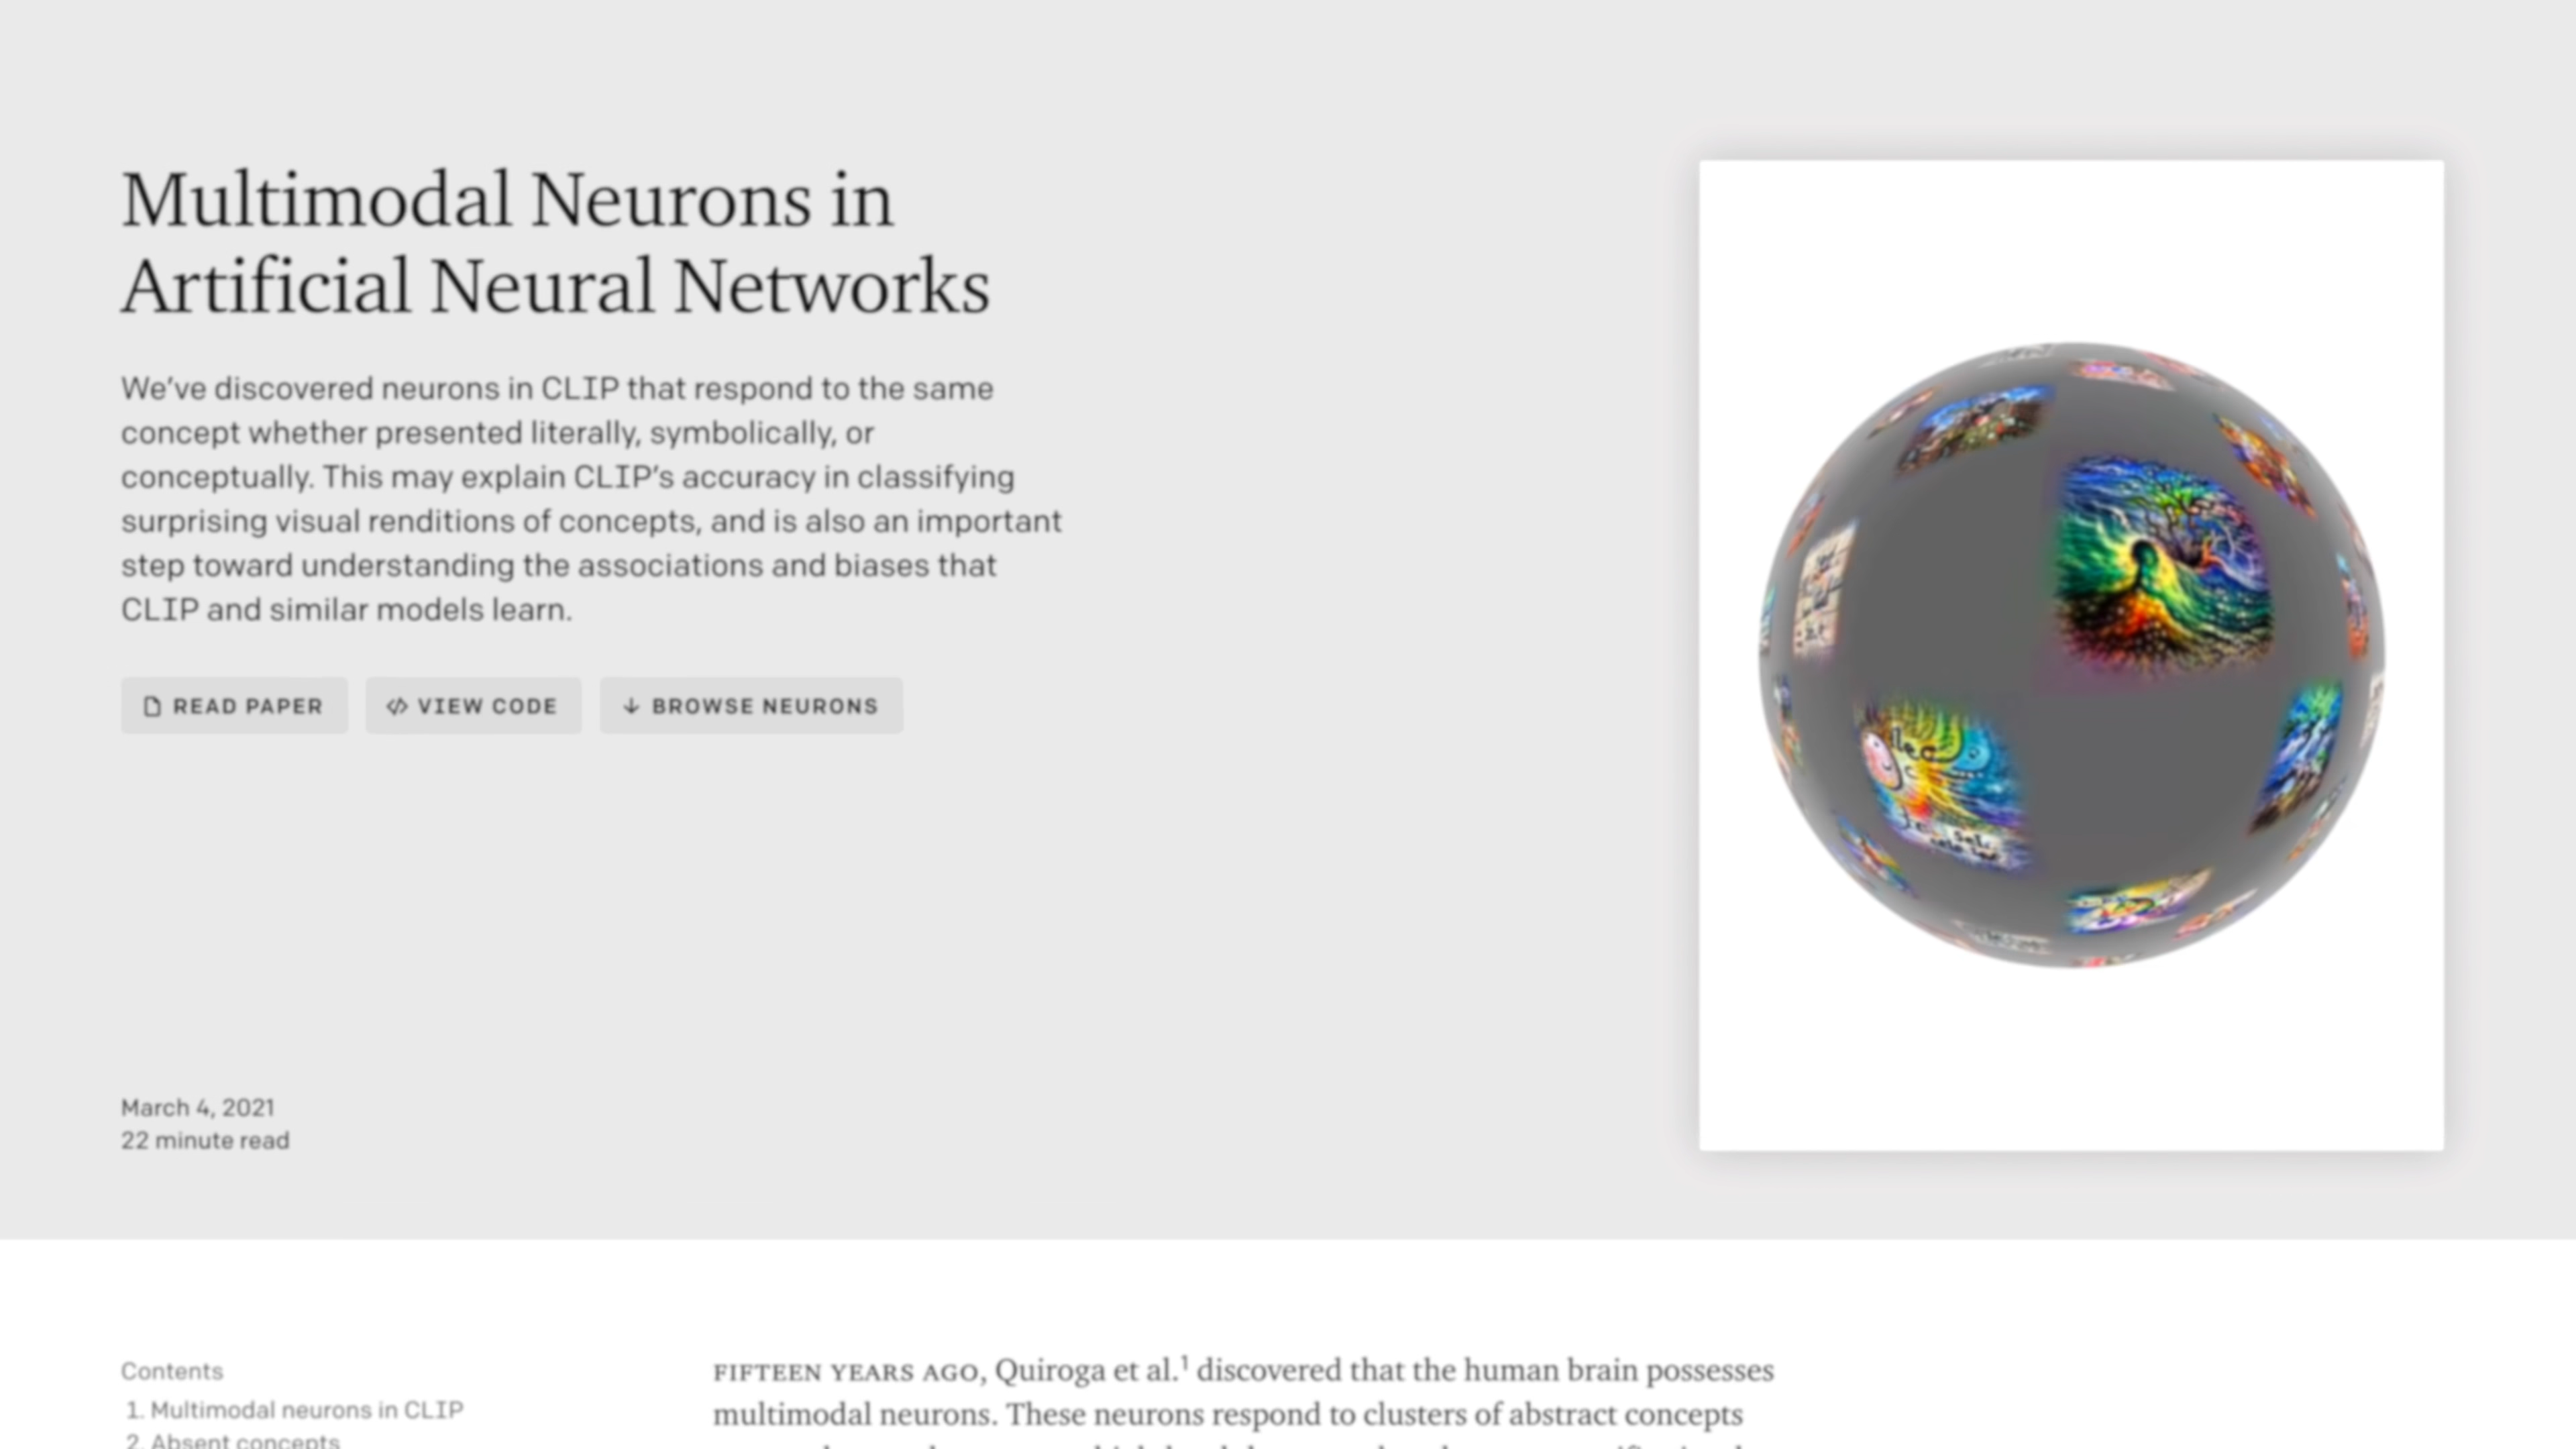 Multimodal Neurons in
Artificial Neural Networks
We’ve discovered neurons in CLIP that respond to the same
concept whether presented literally, symbolically, or
conceptually. This may explain CLIP’s accuracy in classifying
surprising visual renditions of concepts, and is also an important
step toward understanding the associations and biases that
CLIP and similar models learn.
READ PAPER
VIEW CODE
BROWSE NEURONS
March 4, 2021
22 minute read
Contents
1. Multimodal neurons in CLIP
2. Absent concepts
FIFTEEN YEARS AGO, Quiroga et al.¹ discovered that the human brain possesses
multimodal neurons. These neurons respond to clusters of abstract concepts